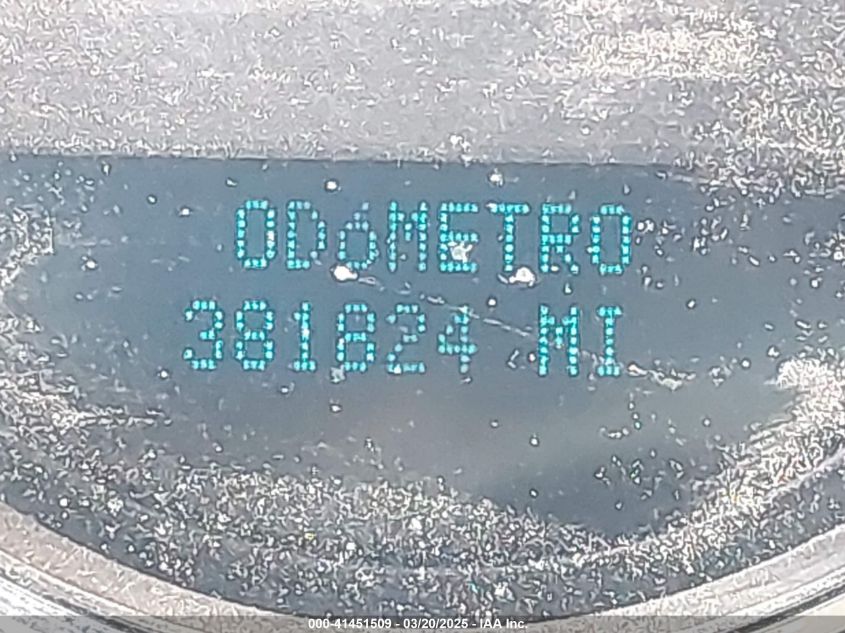 ODóMETRO
381824 MI
000-41451509 - 03/20/2025 - IAA Inc.